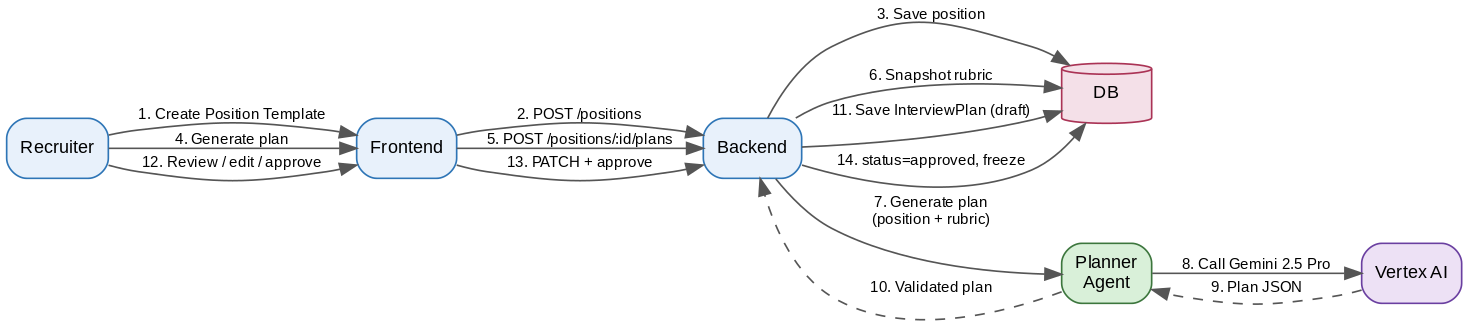 3. Save position
6. Snapshot rubric
DB
1. Create Position Template
2. POST /positions
11. Save InterviewPlan (draft)
4. Generate plan
5. POST /positions/:id/plans
Recruiter
Frontend
Backend
12. Review / edit / approve
13. PATCH + approve
14. status=approved, freeze
7. Generate plan
(position + rubric)
Planner
Agent
8. Call Gemini 2.5 Pro
Vertex AI
10. Validated plan
9. Plan JSON